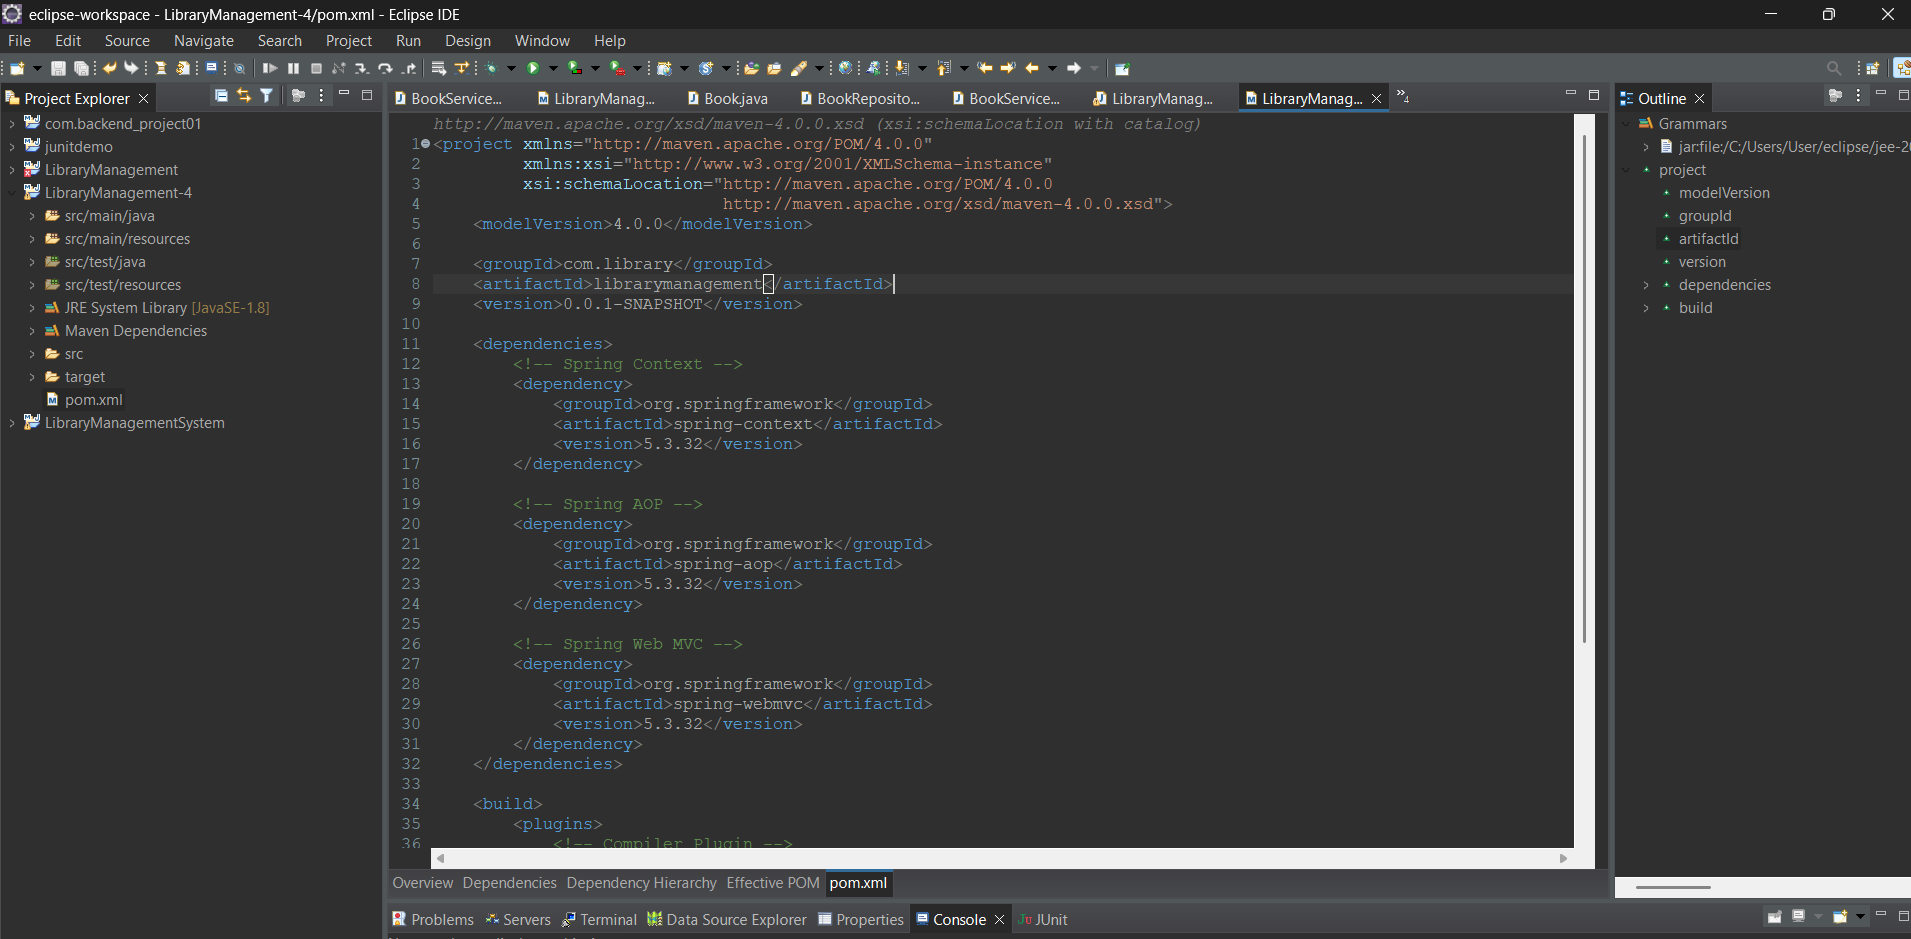 eclipse-workspace - LibraryManagement-4/pom.xml - Eclipse IDE
File Edit Source Navigate Search Project Run Design Window Help
Project Explorer
com.backend_project01
junitdemo
LibraryManagement
LibraryManagement-4
src/main/java
src/main/resources
src/test/java
src/test/resources
JRE System Library [JavaSE-1.8]
Maven Dependencies
src
target
pom.xml
LibraryManagementSystem
BookService... LibraryManag... Book.java BookReposito... BookService... LibraryManag... LibraryManag... »4
http://maven.apache.org/xsd/maven-4.0.0.xsd (xsi:schemaLocation with catalog)
1 <project xmlns="http://maven.apache.org/POM/4.0.0"
2 xmlns:xsi="http://www.w3.org/2001/XMLSchema-instance"
3 xsi:schemaLocation="http://maven.apache.org/POM/4.0.0
4 http://maven.apache.org/xsd/maven-4.0.0.xsd">
5 <modelVersion>4.0.0</modelVersion>
6
7 <groupId>com.library</groupId>
8 <artifactId>librarymanagement</artifactId>
9 <version>0.0.1-SNAPSHOT</version>
10
11 <dependencies>
12 <!-- Spring Context -->
13 <dependency>
14 <groupId>org.springframework</groupId>
15 <artifactId>spring-context</artifactId>
16 <version>5.3.32</version>
17 </dependency>
18
19 <!-- Spring AOP -->
20 <dependency>
21 <groupId>org.springframework</groupId>
22 <artifactId>spring-aop</artifactId>
23 <version>5.3.32</version>
24 </dependency>
25
26 <!-- Spring Web MVC -->
27 <dependency>
28 <groupId>org.springframework</groupId>
29 <artifactId>spring-webmvc</artifactId>
30 <version>5.3.32</version>
31 </dependency>
32 </dependencies>
33
34 <build>
35 <plugins>
36 <!-- Compiler Plugin -->
Overview Dependencies Dependency Hierarchy Effective POM pom.xml
Problems Servers Terminal Data Source Explorer Properties Console JUnit
Outline
Grammars
jar:file:/C:/Users/User/eclipse/jee-20
project
modelVersion
groupId
artifactId
version
dependencies
build